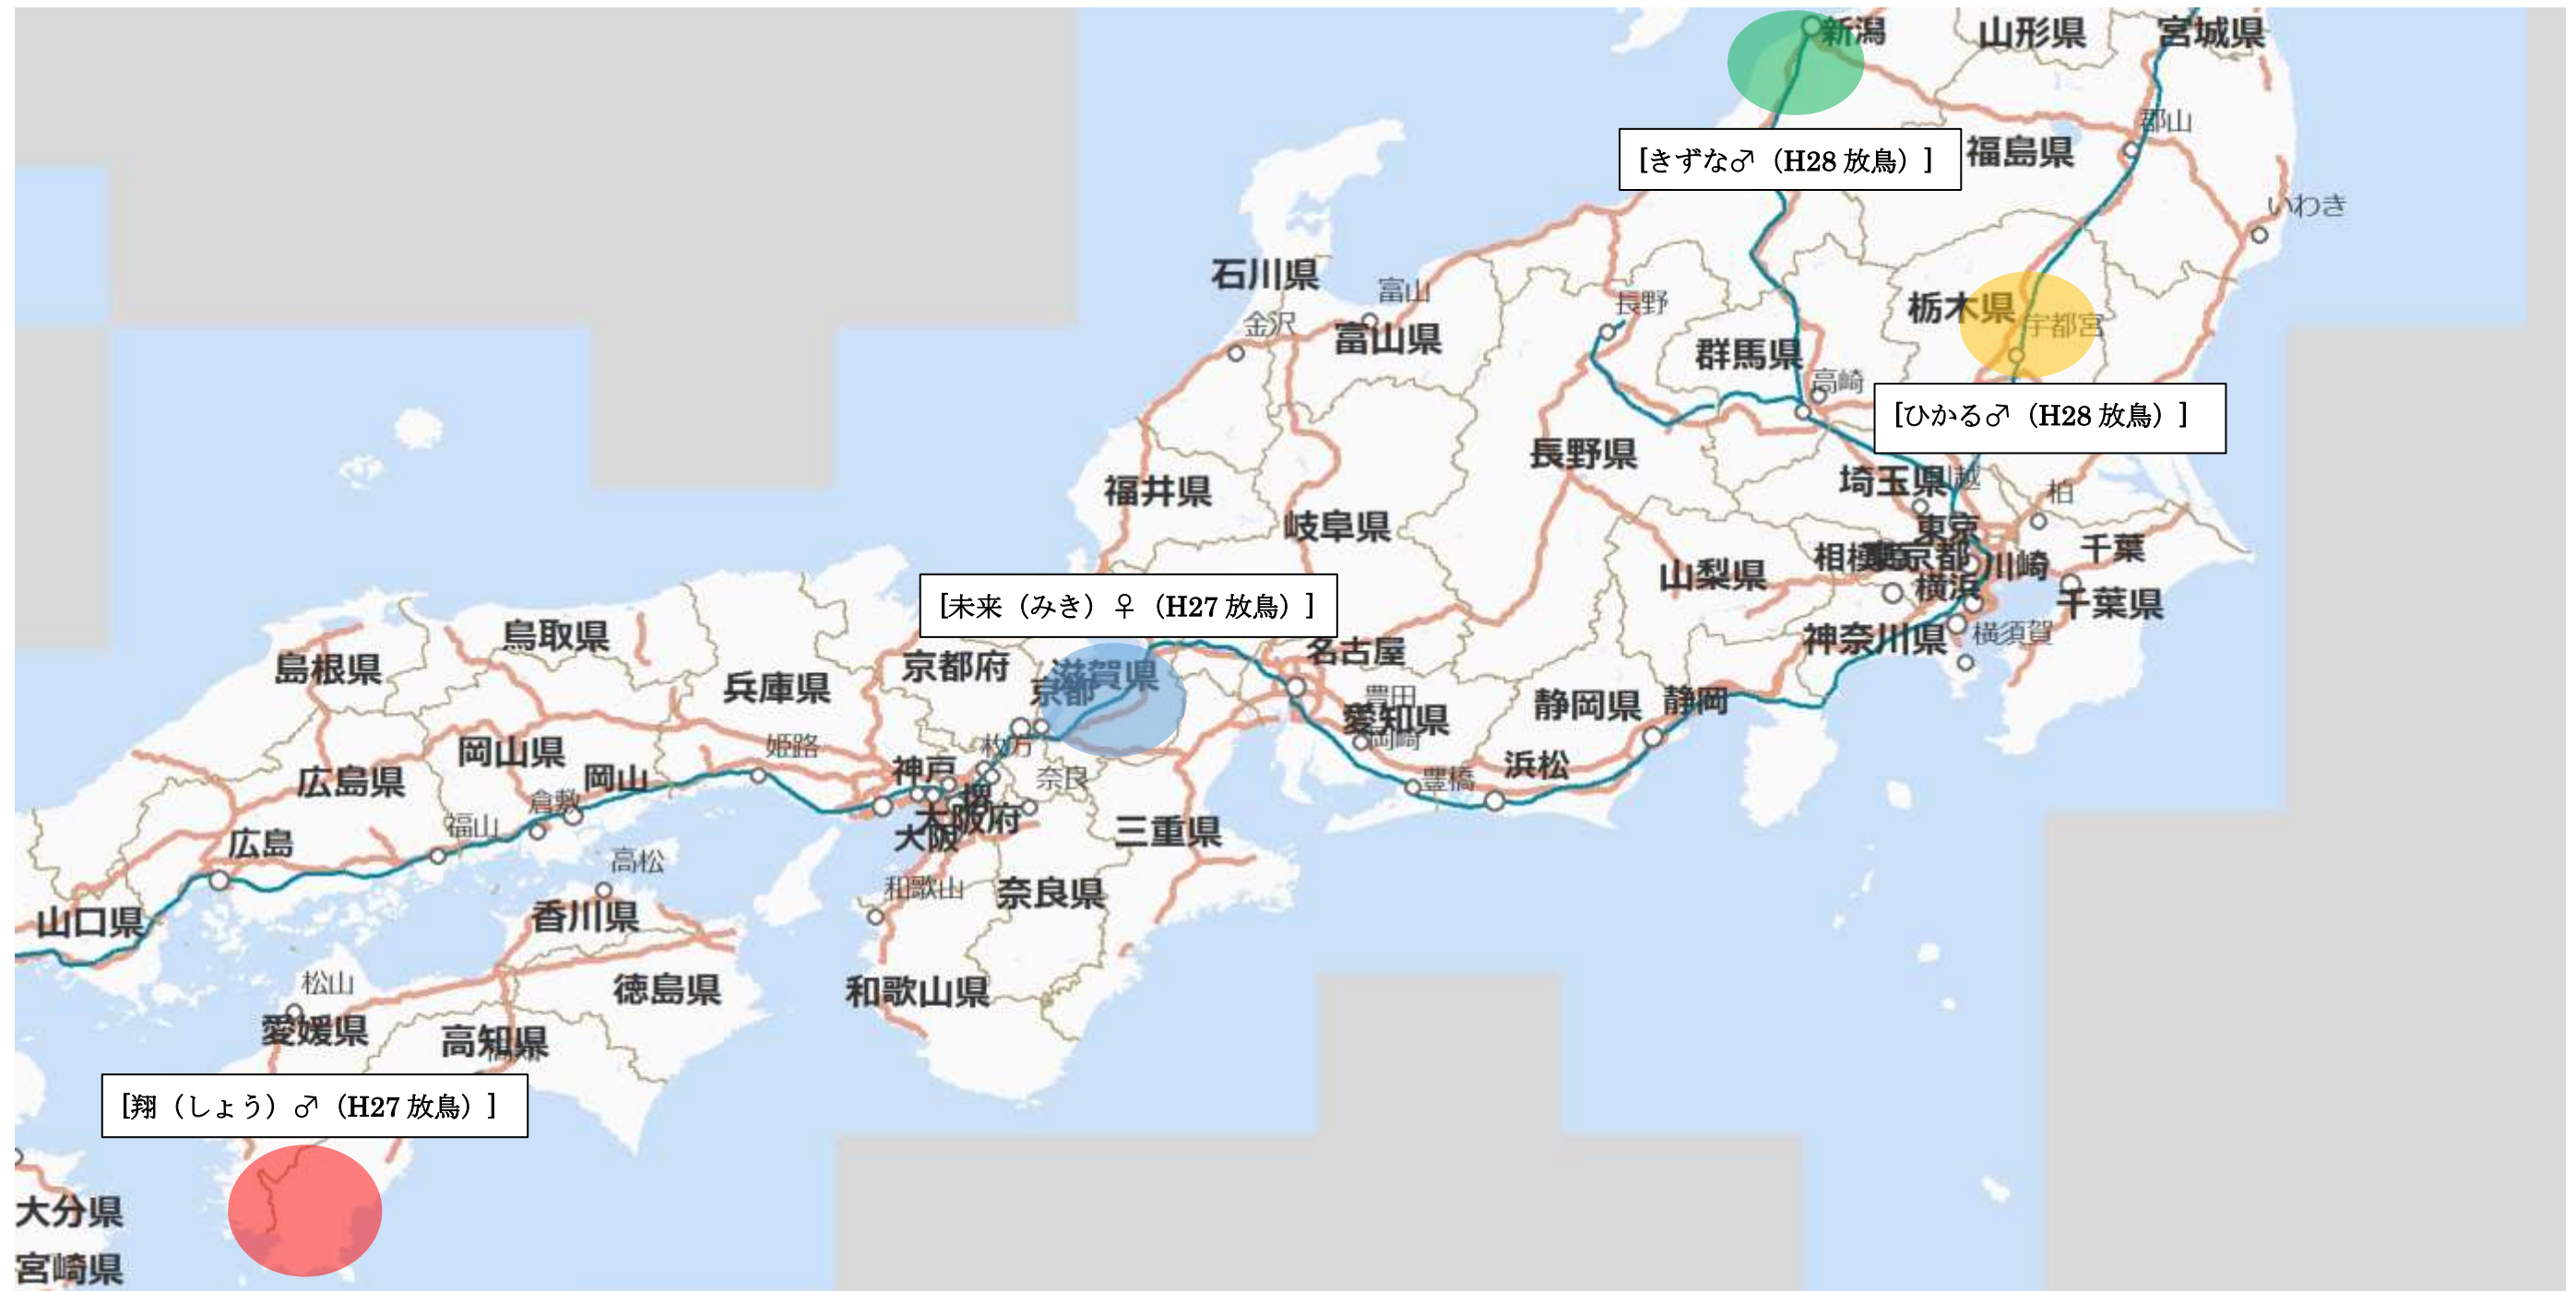 新潟
山形県
宮城県
郡山
[きずな♂（H28 放鳥）]
福島県
いわき
石川県
富山
長野
栃木県
宇都宮
金沢
富山県
群馬県
高崎
[ひかる♂（H28 放鳥）]
長野県
埼玉県
川越
柏
福井県
岐阜県
東京
千葉
山梨県
川崎
横浜
千葉県
[未来（みき）♀（H27 放鳥）]
鳥取県
島根県
京都府
滋賀県
京都
兵庫県
名古屋
神奈川県
横須賀
豊田
愛知県
岡崎
静岡県
静岡
岡山県
姫路
枚方
広島県
岡山
神戸
奈良
豊橋
浜松
倉敷
堺
福山
大阪府
大阪
三重県
広島
高松
和歌山
奈良県
山口県
香川県
松山
徳島県
和歌山県
愛媛県
高知県
[翔（しょう）♂（H27 放鳥）]
大分県
宮崎県